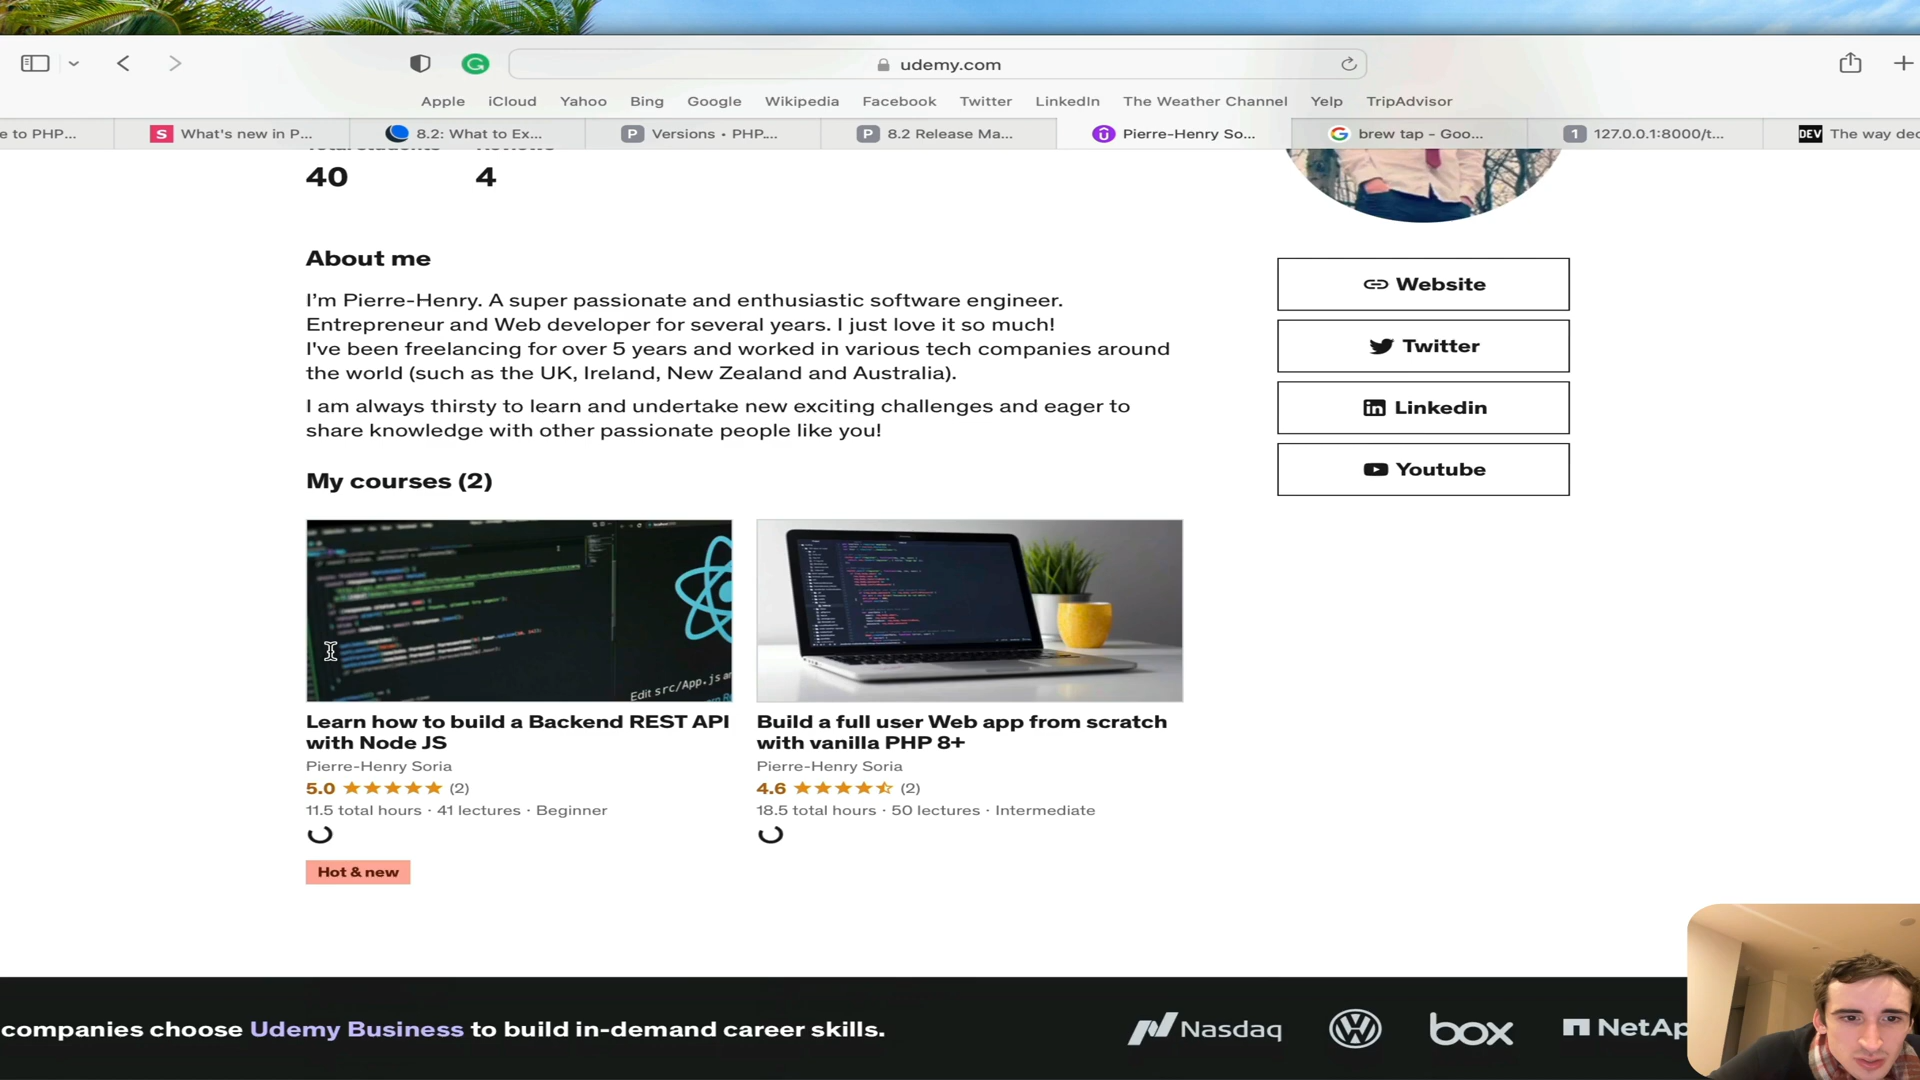 udemy.com
Apple iCloud Yahoo Bing Google Wikipedia Facebook Twitter LinkedIn The Weather Channel Yelp TripAdvisor
e to PHP... What's new in P... 8.2: What to Ex... Versions • PHP.... 8.2 Release Ma... Pierre-Henry So... brew tap - Goo... 127.0.0.1:8000/t... The way dec
40 4
About me
I'm Pierre-Henry. A super passionate and enthusiastic software engineer.
Entrepreneur and Web developer for several years. I just love it so much!
I've been freelancing for over 5 years and worked in various tech companies around
the world (such as the UK, Ireland, New Zealand and Australia).
I am always thirsty to learn and undertake new exciting challenges and eager to
share knowledge with other passionate people like you!
Website
Twitter
Linkedin
Youtube
My courses (2)
Edit src/App.js
Learn how to build a Backend REST API
with Node JS
Pierre-Henry Soria
5.0 (2)
11.5 total hours · 41 lectures · Beginner
Hot & new
Build a full user Web app from scratch
with vanilla PHP 8+
Pierre-Henry Soria
4.6 (2)
18.5 total hours · 50 lectures · Intermediate
companies choose Udemy Business to build in-demand career skills.
Nasdaq box NetAp